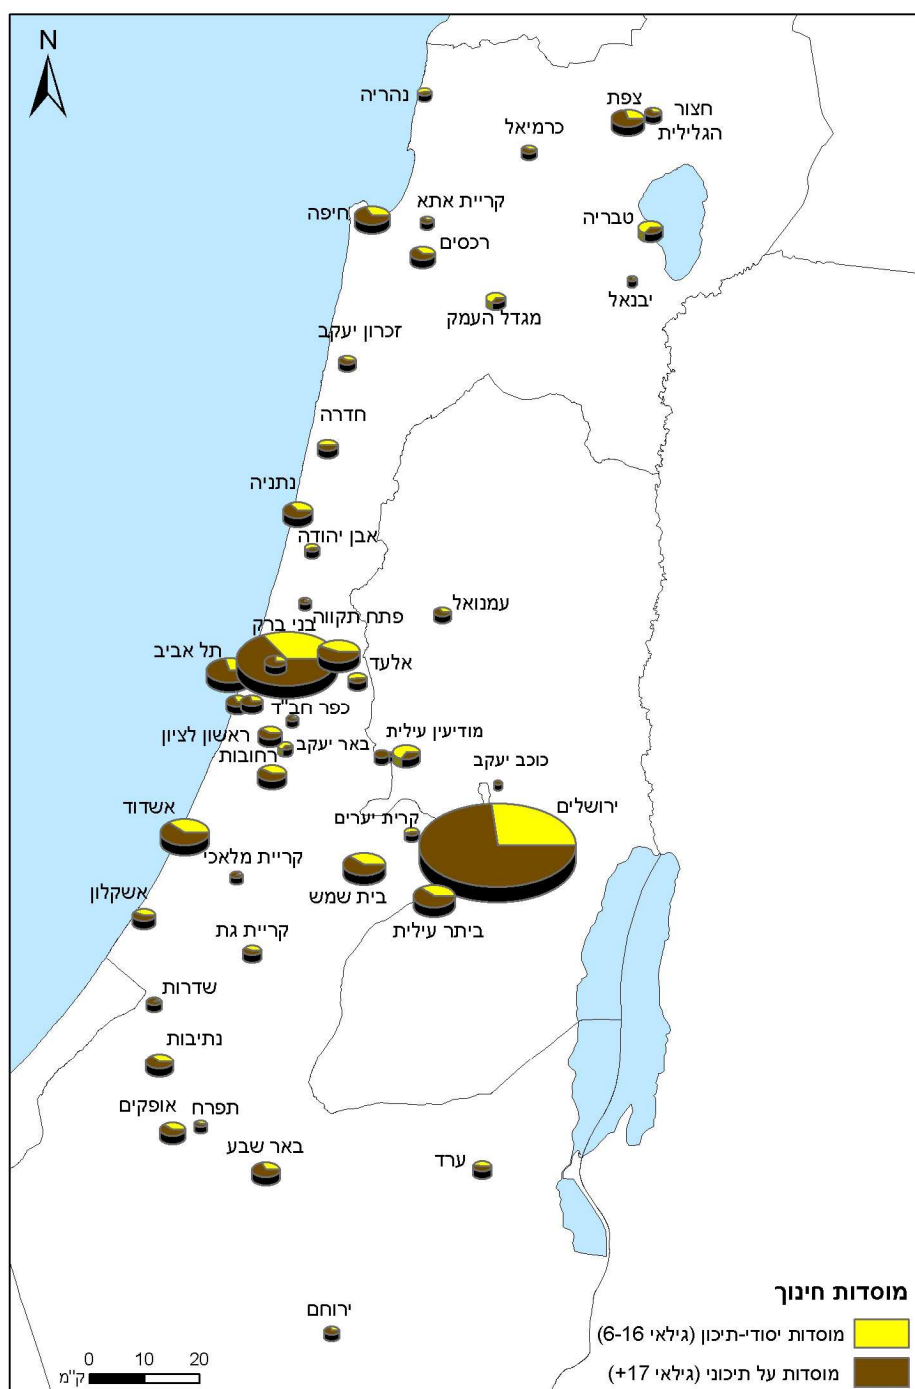 N
נהריה
צפת
חצור
הגלילית
כרמיאל
קריית אתא
חיפה
טבריה
רכסים
יבנאל
מגדל העמק
זכרון יעקב
חדרה
נתניה
אבן יהודה
עמנואל
פתח תקווה
בני ברק
תל אביב
אלעד
כפר חב"ד
מודיעין עילית
ראשון לציון
באר יעקב
רחובות
כוכב יעקב
ירושלים
אשדוד
קרית יערים
קריית מלאכי
בית שמש
אשקלון
ביתר עילית
קריית גת
שדרות
נתיבות
אופקים
תפרח
באר שבע
ערד
ירוחם
מוסדות חינוך
מוסדות יסודי-תיכון (גילאי 6-16)
מוסדות על תיכוני (גילאי 17+)
0 10 20
ק"מ